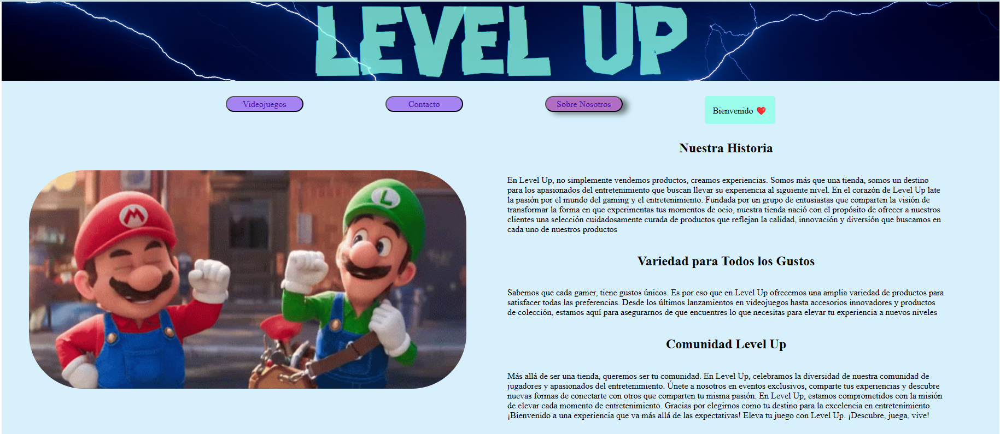 LEVEL UP
Videojuegos
Contacto
Sobre Nosotros
Bienvenido ❤️
Nuestra Historia
M
L
En Level Up, no simplemente vendemos productos, creamos experiencias. Somos más que una tienda, somos un destino
para los apasionados del entretenimiento que buscan llevar su experiencia al siguiente nivel. En el corazón de Level Up late
la pasión por el mundo del gaming y el entretenimiento. Fundada por un grupo de entusiastas que comparten la visión de
transformar la forma en que experimentas tus momentos de ocio, nuestra tienda nació con el propósito de ofrecer a nuestros
clientes una selección cuidadosamente curada de productos que reflejan la calidad, innovación y diversión que buscamos en
cada uno de nuestros productos
Variedad para Todos los Gustos
Sabemos que cada gamer, tiene gustos únicos. Es por eso que en Level Up ofrecemos una amplia variedad de productos para
satisfacer todas las preferencias. Desde los últimos lanzamientos en videojuegos hasta accesorios innovadores y productos
de colección, estamos aquí para asegurarnos de que encuentres lo que necesitas para elevar tu experiencia a nuevos niveles
Comunidad Level Up
Más allá de ser una tienda, queremos ser tu comunidad. En Level Up, celebramos la diversidad de nuestra comunidad de
jugadores y apasionados del entretenimiento. Únete a nosotros en eventos exclusivos, comparte tus experiencias y descubre
nuevas formas de conectarte con otros que comparten tu misma pasión. En Level Up, estamos comprometidos con la misión
de elevar cada momento de entretenimiento. Gracias por elegirnos como tu destino para la excelencia en entretenimiento.
¡Bienvenido a una experiencia que va más allá de las expectativas! Eleva tu juego con Level Up. ¡Descubre, juega, vive!